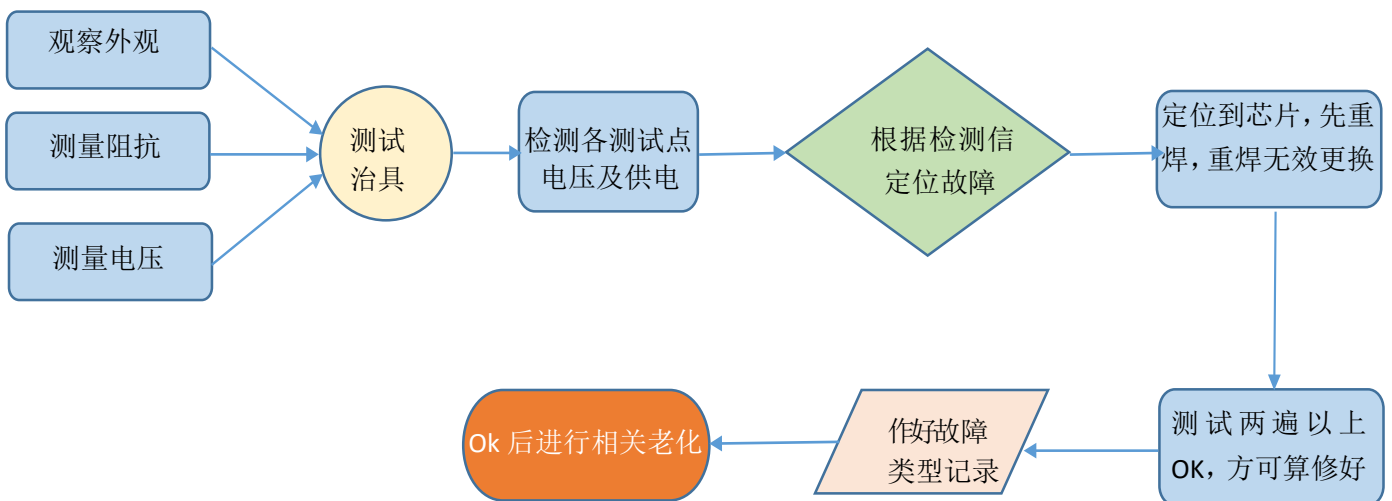 观察外观
测量阻抗
测量电压
测试
治具
检测各测试点
电压及供电
根据检测信
定位故障
定位到芯片，先重
焊，重焊无效更换
测试两遍以上
OK，方可算修好
作好故障
类型记录
Ok 后进行相关老化